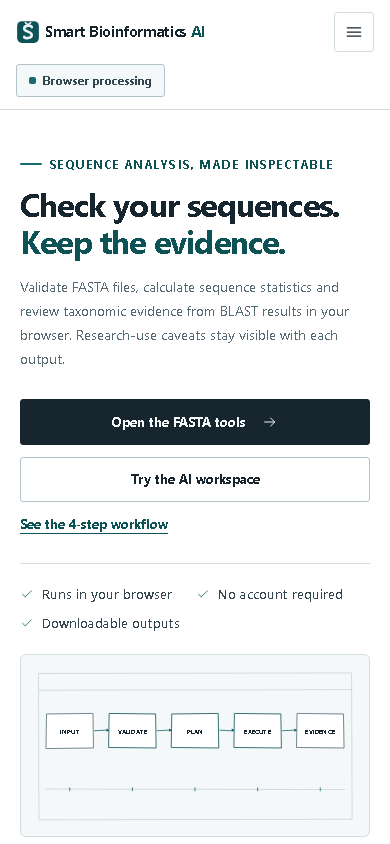 Š Smart Bioinformatics AI
Browser processing
SEQUENCE ANALYSIS, MADE INSPECTABLE
Check your sequences.
Keep the evidence.
Validate FASTA files, calculate sequence statistics and
review taxonomic evidence from BLAST results in your
browser. Research-use caveats stay visible with each
output.
Open the FASTA tools →
Try the AI workspace
See the 4-step workflow
✓ Runs in your browser ✓ No account required
✓ Downloadable outputs
INPUT VALIDATE PLAN EXECUTE EVIDENCE